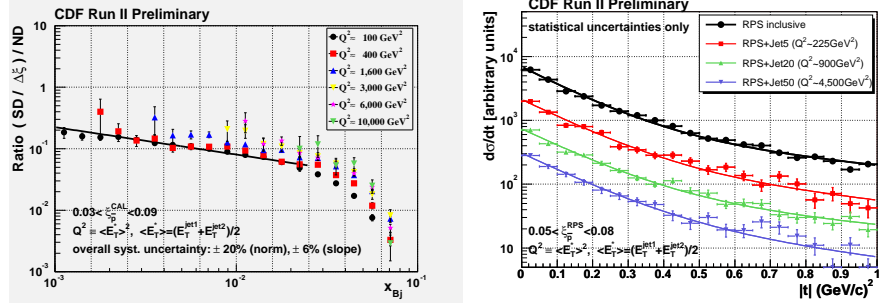 CDF Run II Preliminary
Ratio ( SD / Δξ ) / ND
10
1
10⁻¹
10⁻²
10⁻³
Q²≈ 100 GeV²
Q²≈ 400 GeV²
Q²≈ 1,600 GeV²
Q²≈ 3,000 GeV²
Q²≈ 6,000 GeV²
Q²≈ 10,000 GeV²
0.03< ξ_p̄^CAL <0.09
Q² ≡ <E_T>², <E_T>=(E_T^jet1+E_T^jet2)/2
overall syst. uncertainty: ± 20% (norm), ± 6% (slope)
10⁻³ 10⁻² 10⁻¹
x_Bj
CDF Run II Preliminary
dσ/dt [arbitrary units]
statistical uncertainties only
10⁴
10³
10²
10
RPS inclusive
RPS+Jet5 (Q²~225GeV²)
RPS+Jet20 (Q²~900GeV²)
RPS+Jet50 (Q²~4,500GeV²)
0.05< ξ_p̄^RPS <0.08
Q² ≡ <E_T>², <E_T>=(E_T^jet1+E_T^jet2)/2
0 0.1 0.2 0.3 0.4 0.5 0.6 0.7 0.8 0.9 1
|t| (GeV/c)²